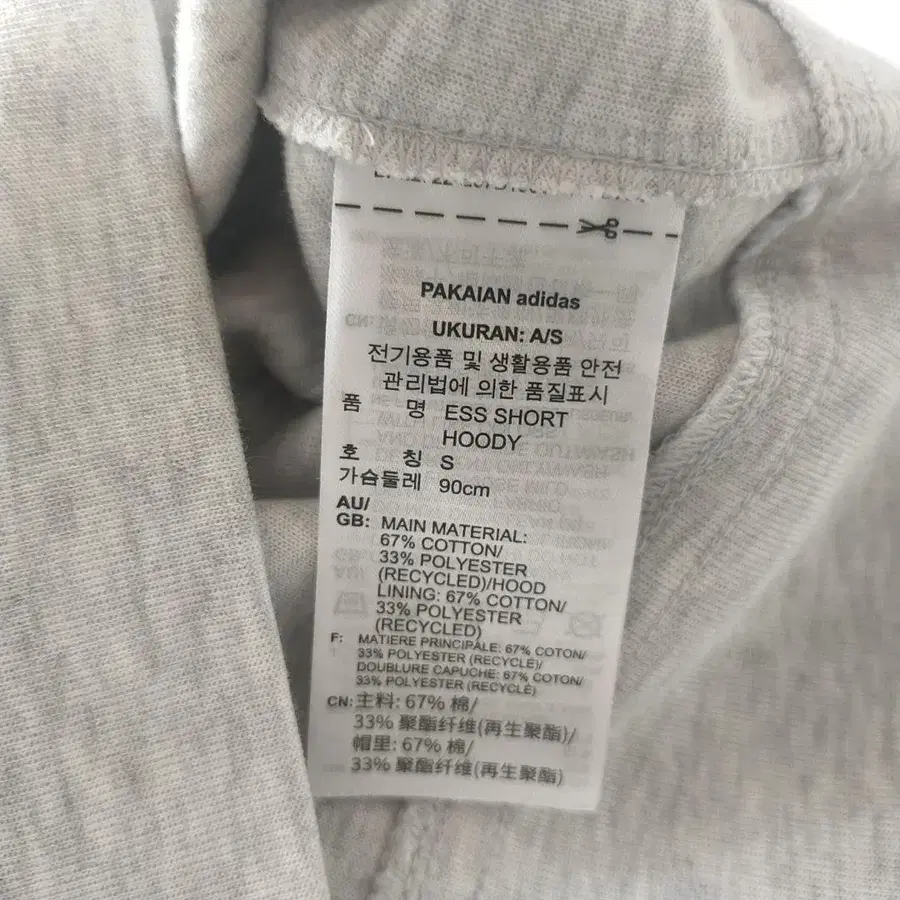 PAKAIAN adidas
UKURAN: A/S
전기용품 및 생활용품 안전
관리법에 의한 품질표시
품 명 ESS SHORT
HOODY
호 칭 S
가슴둘레 90cm
AU/
GB: MAIN MATERIAL:
67% COTTON/
33% POLYESTER
(RECYCLED)/HOOD
LINING: 67% COTTON/
33% POLYESTER
(RECYCLED)
F: MATIERE PRINCIPALE: 67% COTON/
33% POLYESTER (RECYCLÉ)/
DOUBLURE CAPUCHE: 67% COTON/
33% POLYESTER (RECYCLÉ)
CN: 主料: 67% 棉/
33% 聚酯纤维(再生聚酯)/
帽里: 67% 棉/
33% 聚酯纤维(再生聚酯)